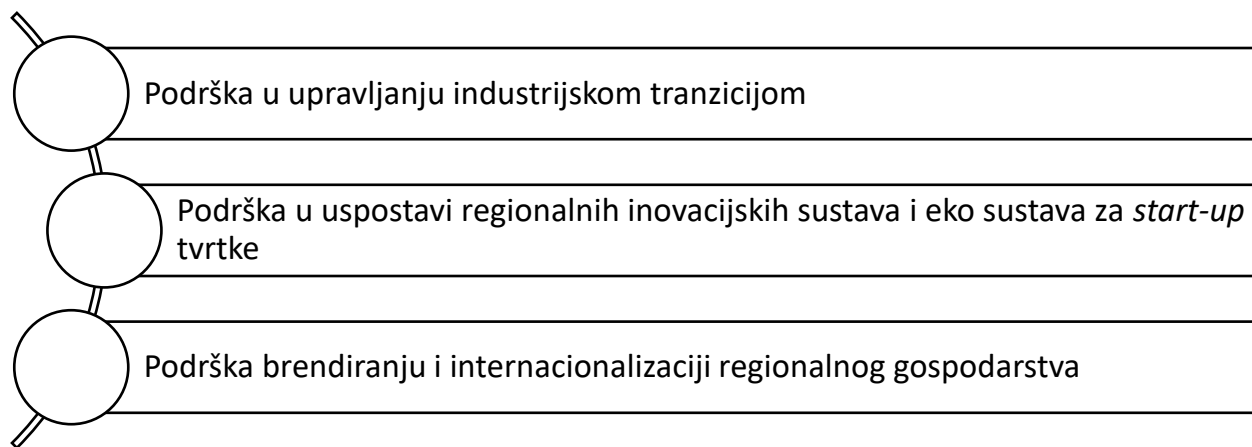 Podrška u upravljanju industrijskom tranzicijom
Podrška u uspostavi regionalnih inovacijskih sustava i eko sustava za start-up
tvrtke
Podrška brendiranju i internacionalizaciji regionalnog gospodarstva